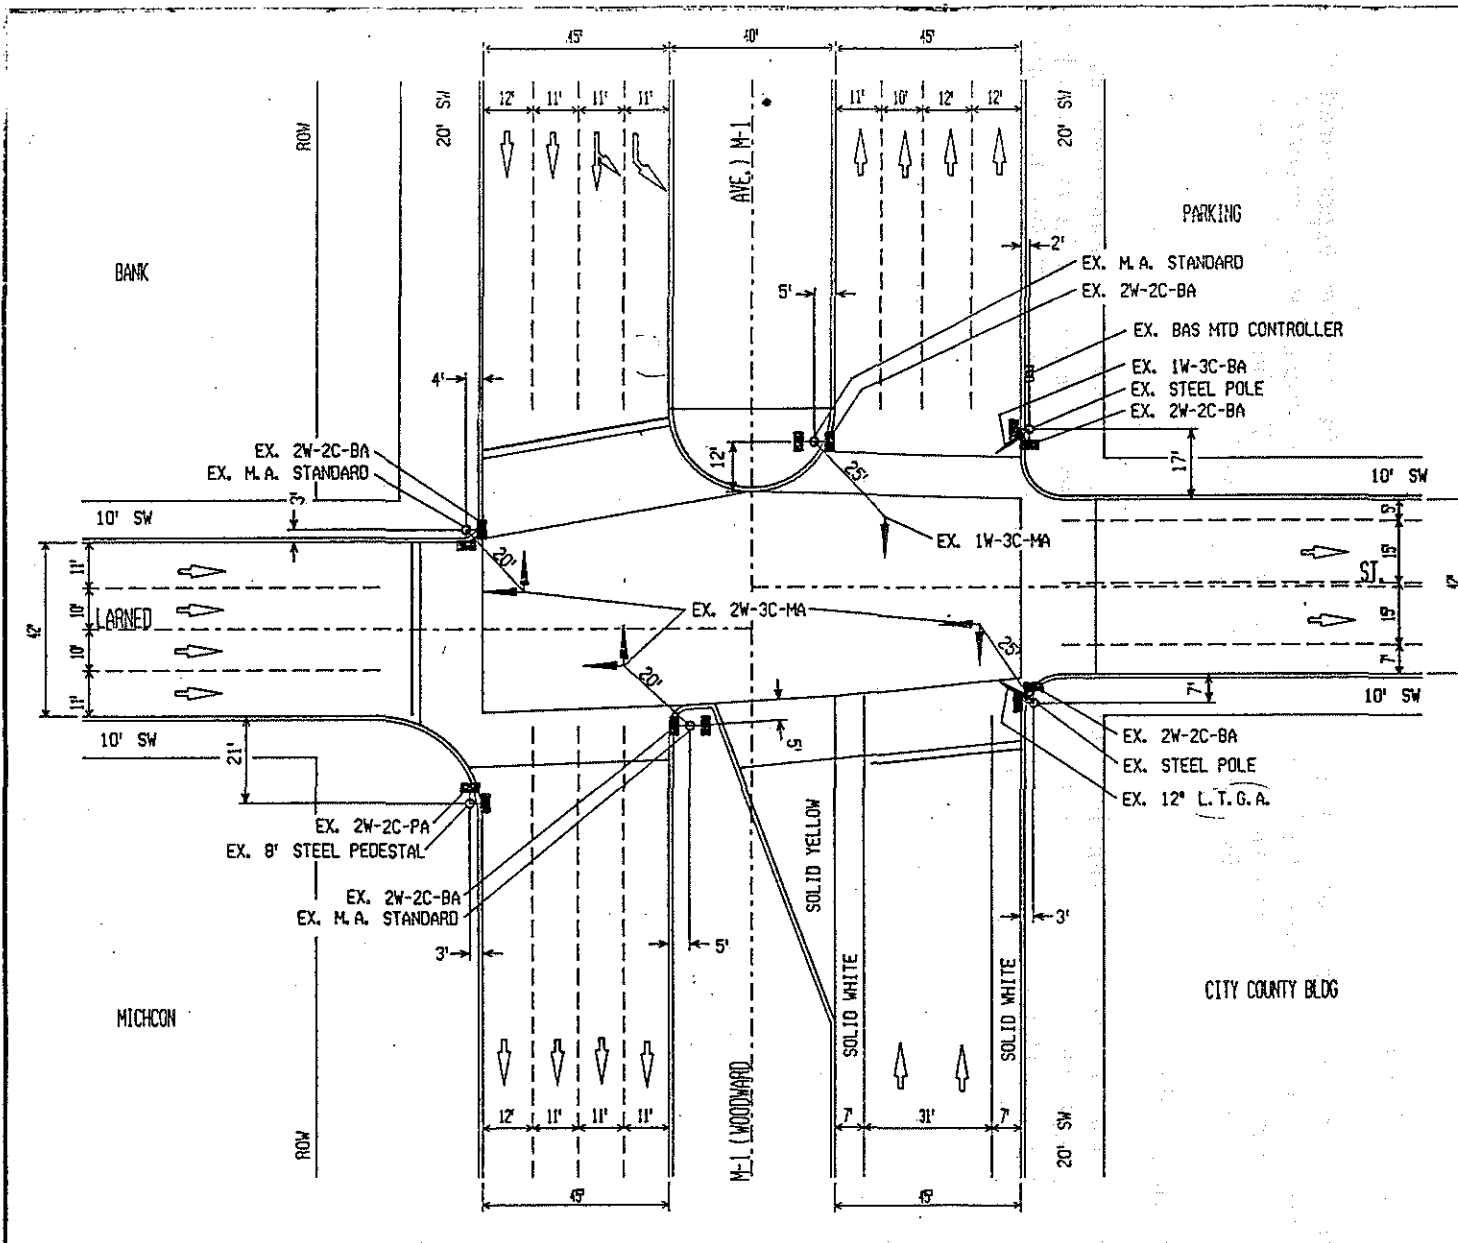 45'
40'
45'
12'
11'
11'
11'
11'
10'
12'
12'
ROW
20' SW
AVE.) M-1
20' SW
PARKING
BANK
2'
EX. M.A. STANDARD
EX. 2W-2C-BA
5'
EX. BAS MTD CONTROLLER
EX. 1W-3C-BA
EX. STEEL POLE
EX. 2W-2C-BA
4'
EX. 2W-2C-BA
EX. M.A. STANDARD
12'
25'
17'
10' SW
3'
10' SW
EX. 1W-3C-MA
20'
5'
15'
ST.
42'
15'
7'
11'
10'
LARNED
10'
11'
42'
EX. 2W-3C-MA
25'
20'
7'
10' SW
10' SW
21'
5'
EX. 2W-2C-BA
EX. STEEL POLE
EX. 12" L.T.G.A.
EX. 2W-2C-PA
EX. 8' STEEL PEDESTAL
EX. 2W-2C-BA
EX. M.A. STANDARD
SOLID YELLOW
3'
5'
3'
SOLID WHITE
SOLID WHITE
CITY COUNTY BLDG
MICHCON
12'
11'
11'
11'
M-1 (WOODWARD
7'
31'
7'
ROW
20' SW
45'
45'